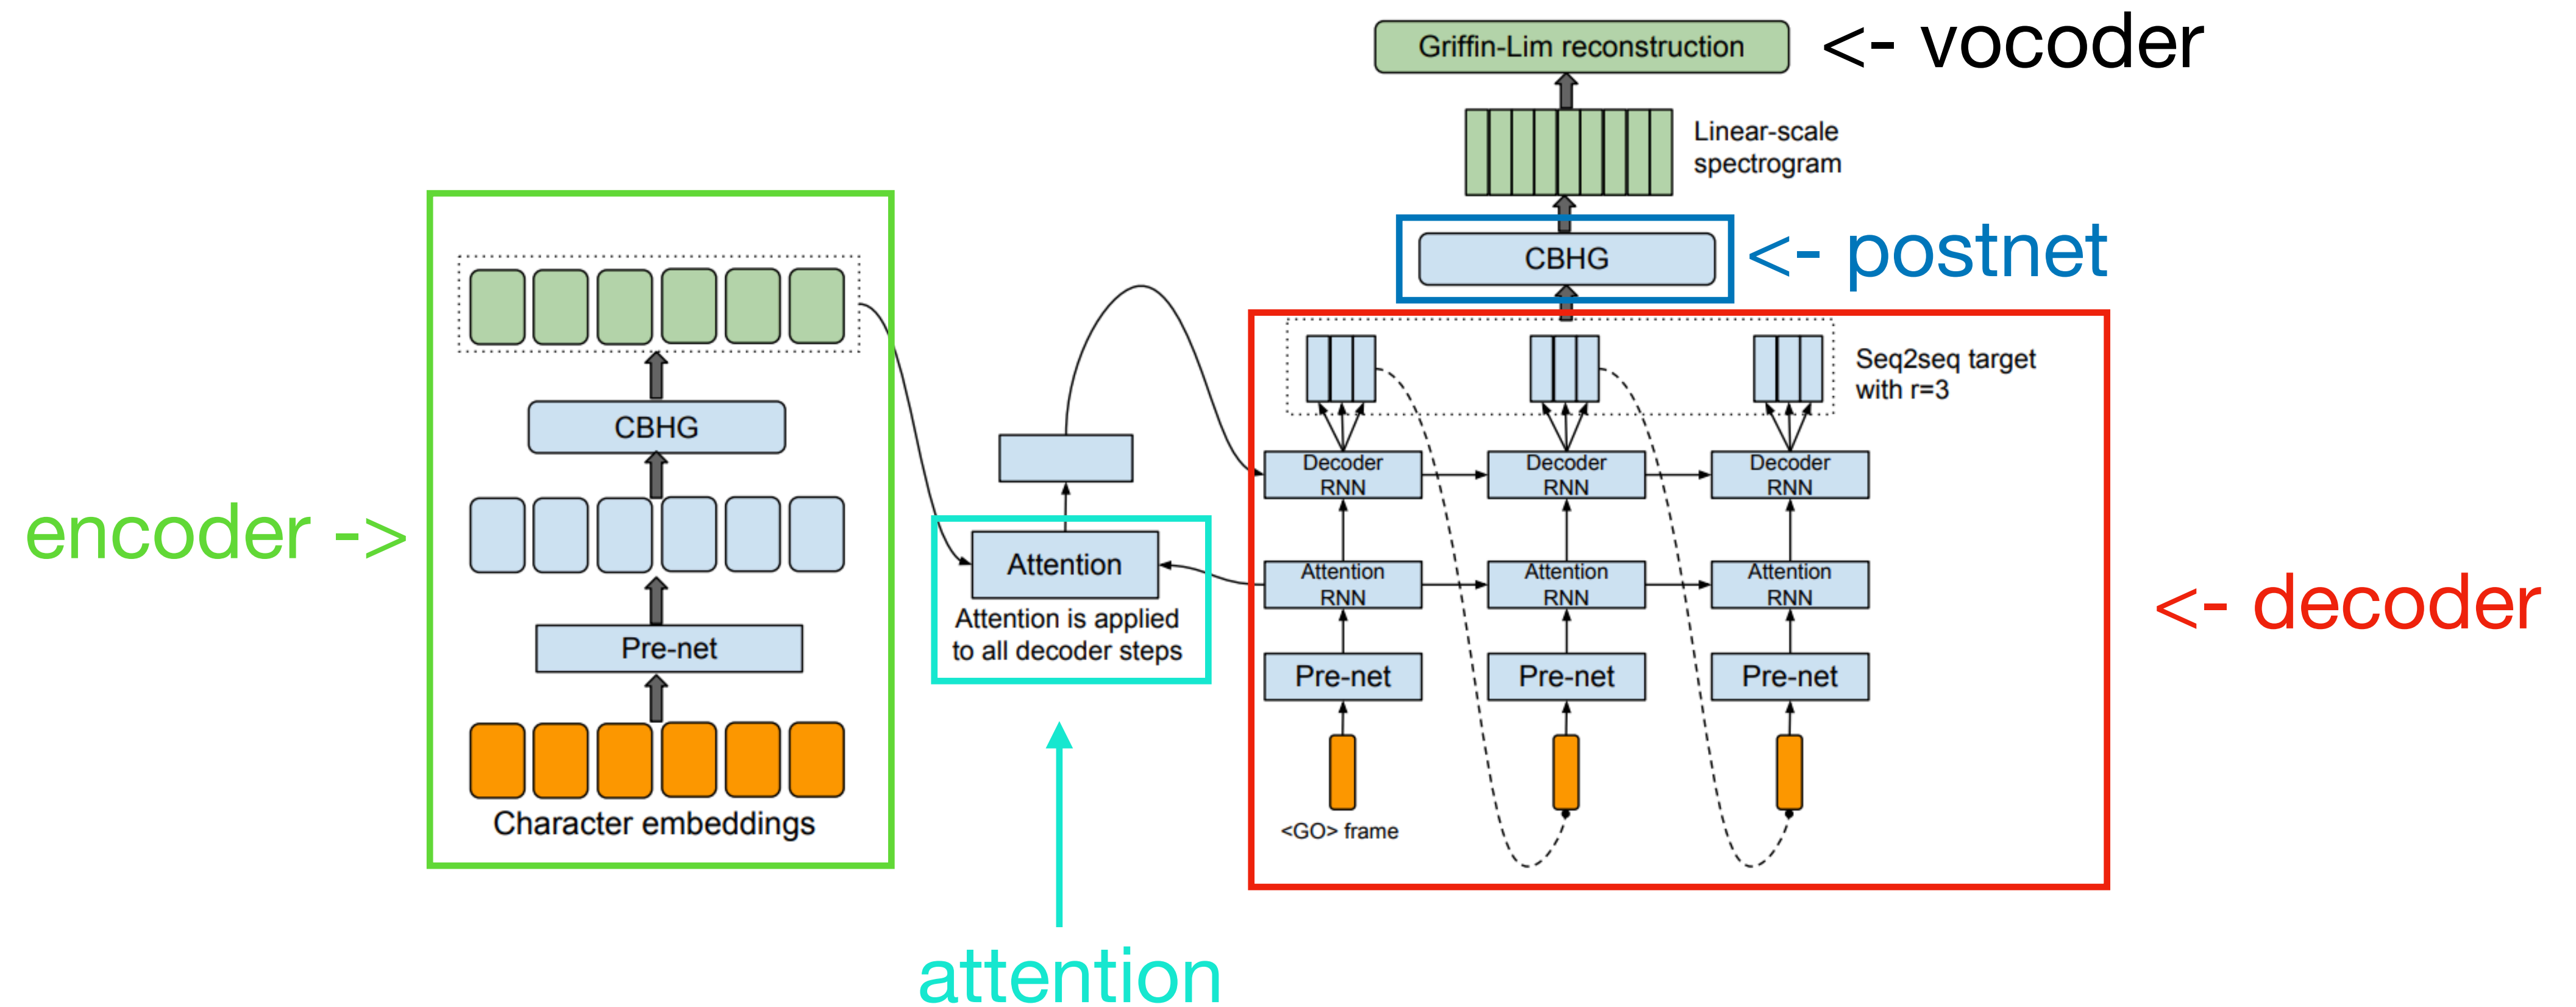 Griffin-Lim reconstruction
<- vocoder
Linear-scale
spectrogram
CBHG
<- postnet
encoder ->
CBHG
Pre-net
Character embeddings
Attention
Attention is applied
to all decoder steps
attention
Seq2seq target
with r=3
Decoder
RNN
Decoder
RNN
Decoder
RNN
Attention
RNN
Attention
RNN
Attention
RNN
Pre-net
Pre-net
Pre-net
<GO> frame
<- decoder